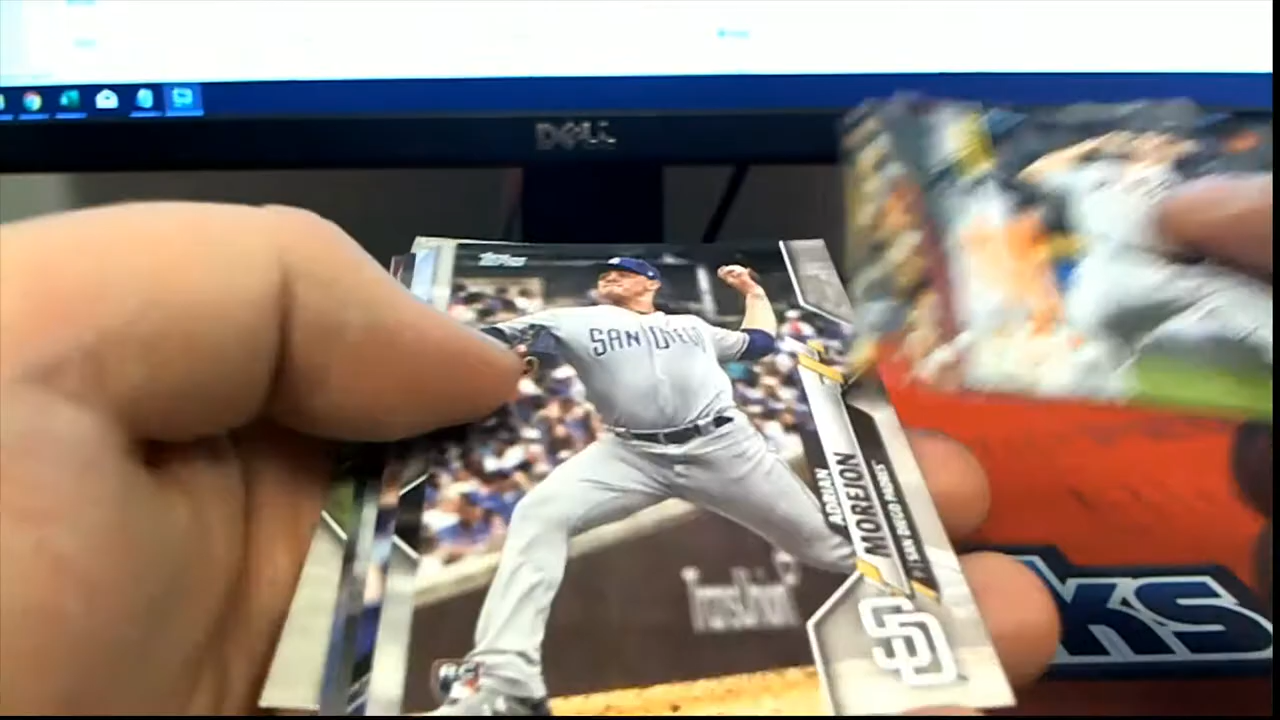 DELL
Topps
SAN DIEGO
ADRIAN
MOREJON
P | SAN DIEGO PADRES
SD
KS